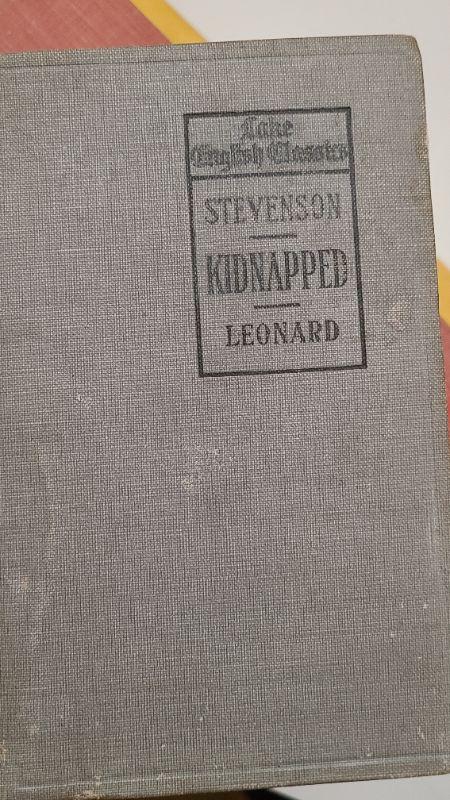 Lake
English Classics
STEVENSON
KIDNAPPED
LEONARD